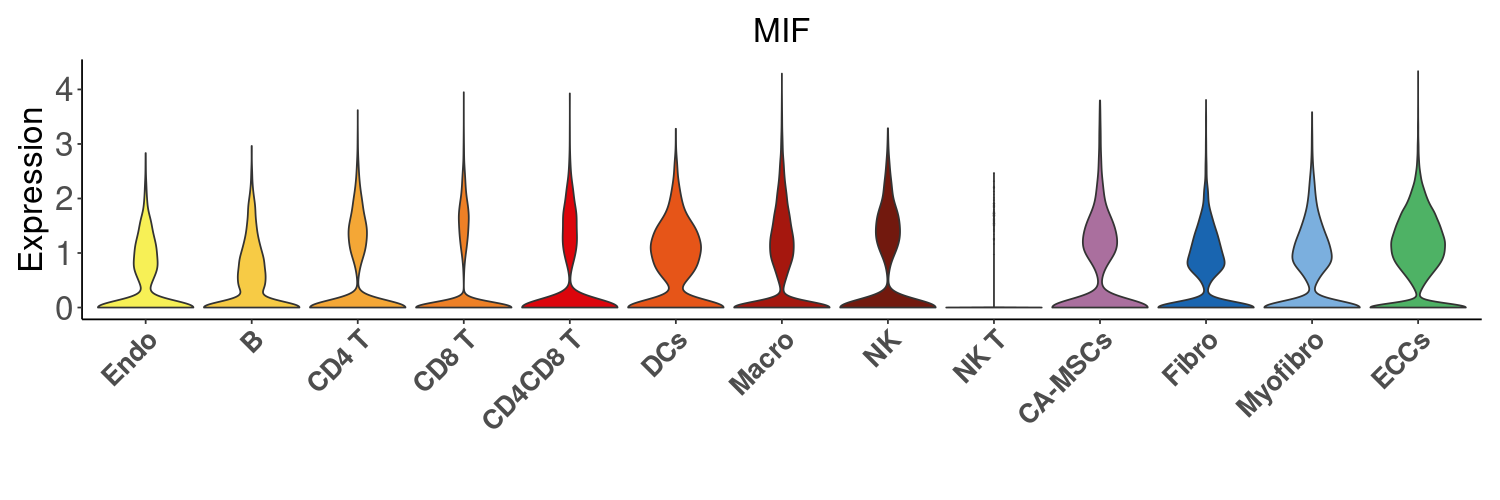 MIF
Expression
4
3
2
1
0
Endo
B
CD4 T
CD8 T
CD4CD8 T
DCs
Macro
NK
NK T
CA-MSCs
Fibro
Myofibro
ECCs